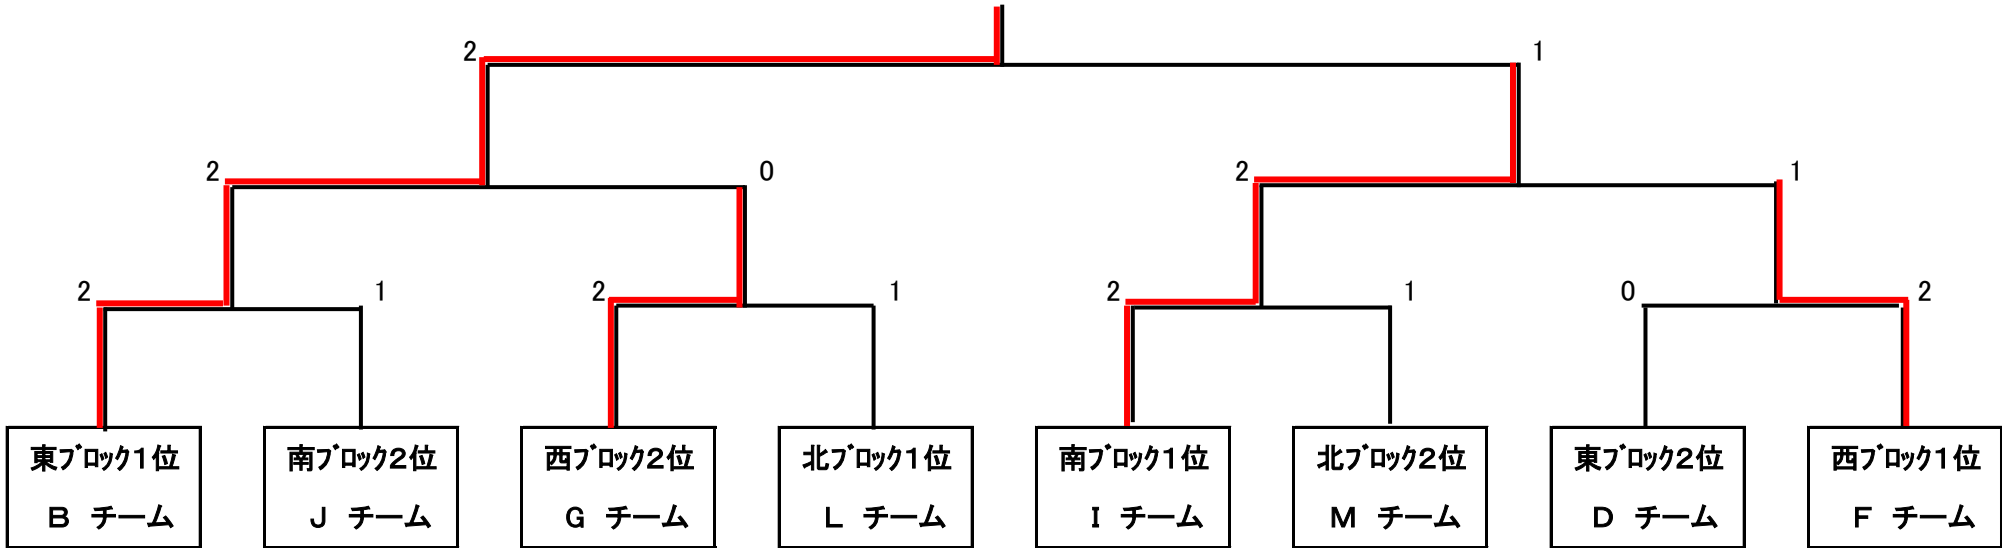 2 1
2 0 2 1
2 1 2 1 2 1 0 2
東ﾌﾞﾛｯｸ1位 南ﾌﾞﾛｯｸ2位 西ﾌﾞﾛｯｸ2位 北ﾌﾞﾛｯｸ1位 南ﾌﾞﾛｯｸ1位 北ﾌﾞﾛｯｸ2位 東ﾌﾞﾛｯｸ2位 西ﾌﾞﾛｯｸ1位
B チーム J チーム G チーム L チーム I チーム M チーム D チーム F チーム